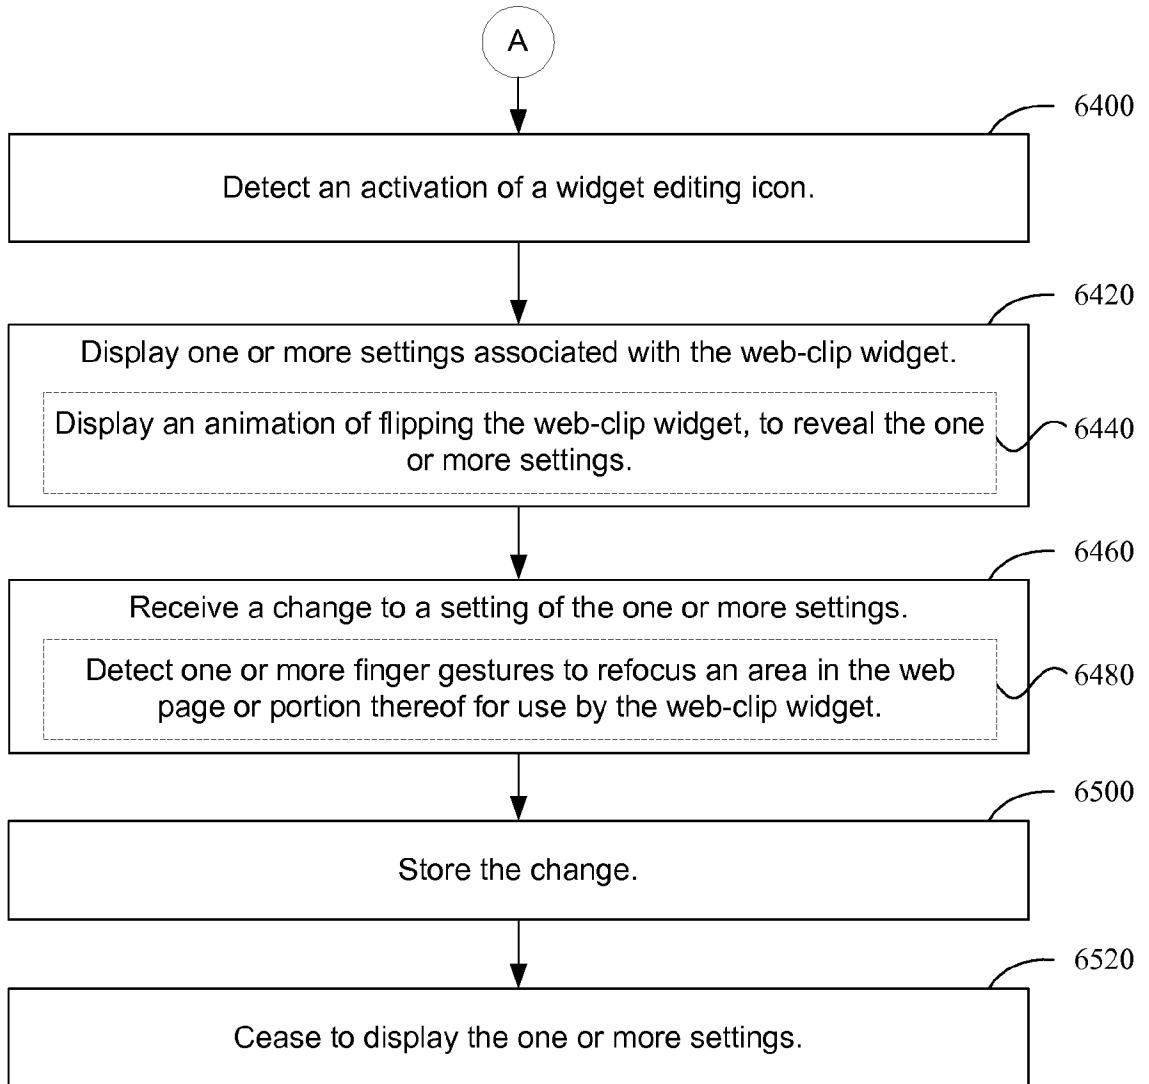 A
6400
Detect an activation of a widget editing icon.
6420
Display one or more settings associated with the web-clip widget.
Display an animation of flipping the web-clip widget, to reveal the one
or more settings.
6440
6460
Receive a change to a setting of the one or more settings.
Detect one or more finger gestures to refocus an area in the web
page or portion thereof for use by the web-clip widget.
6480
6500
Store the change.
6520
Cease to display the one or more settings.